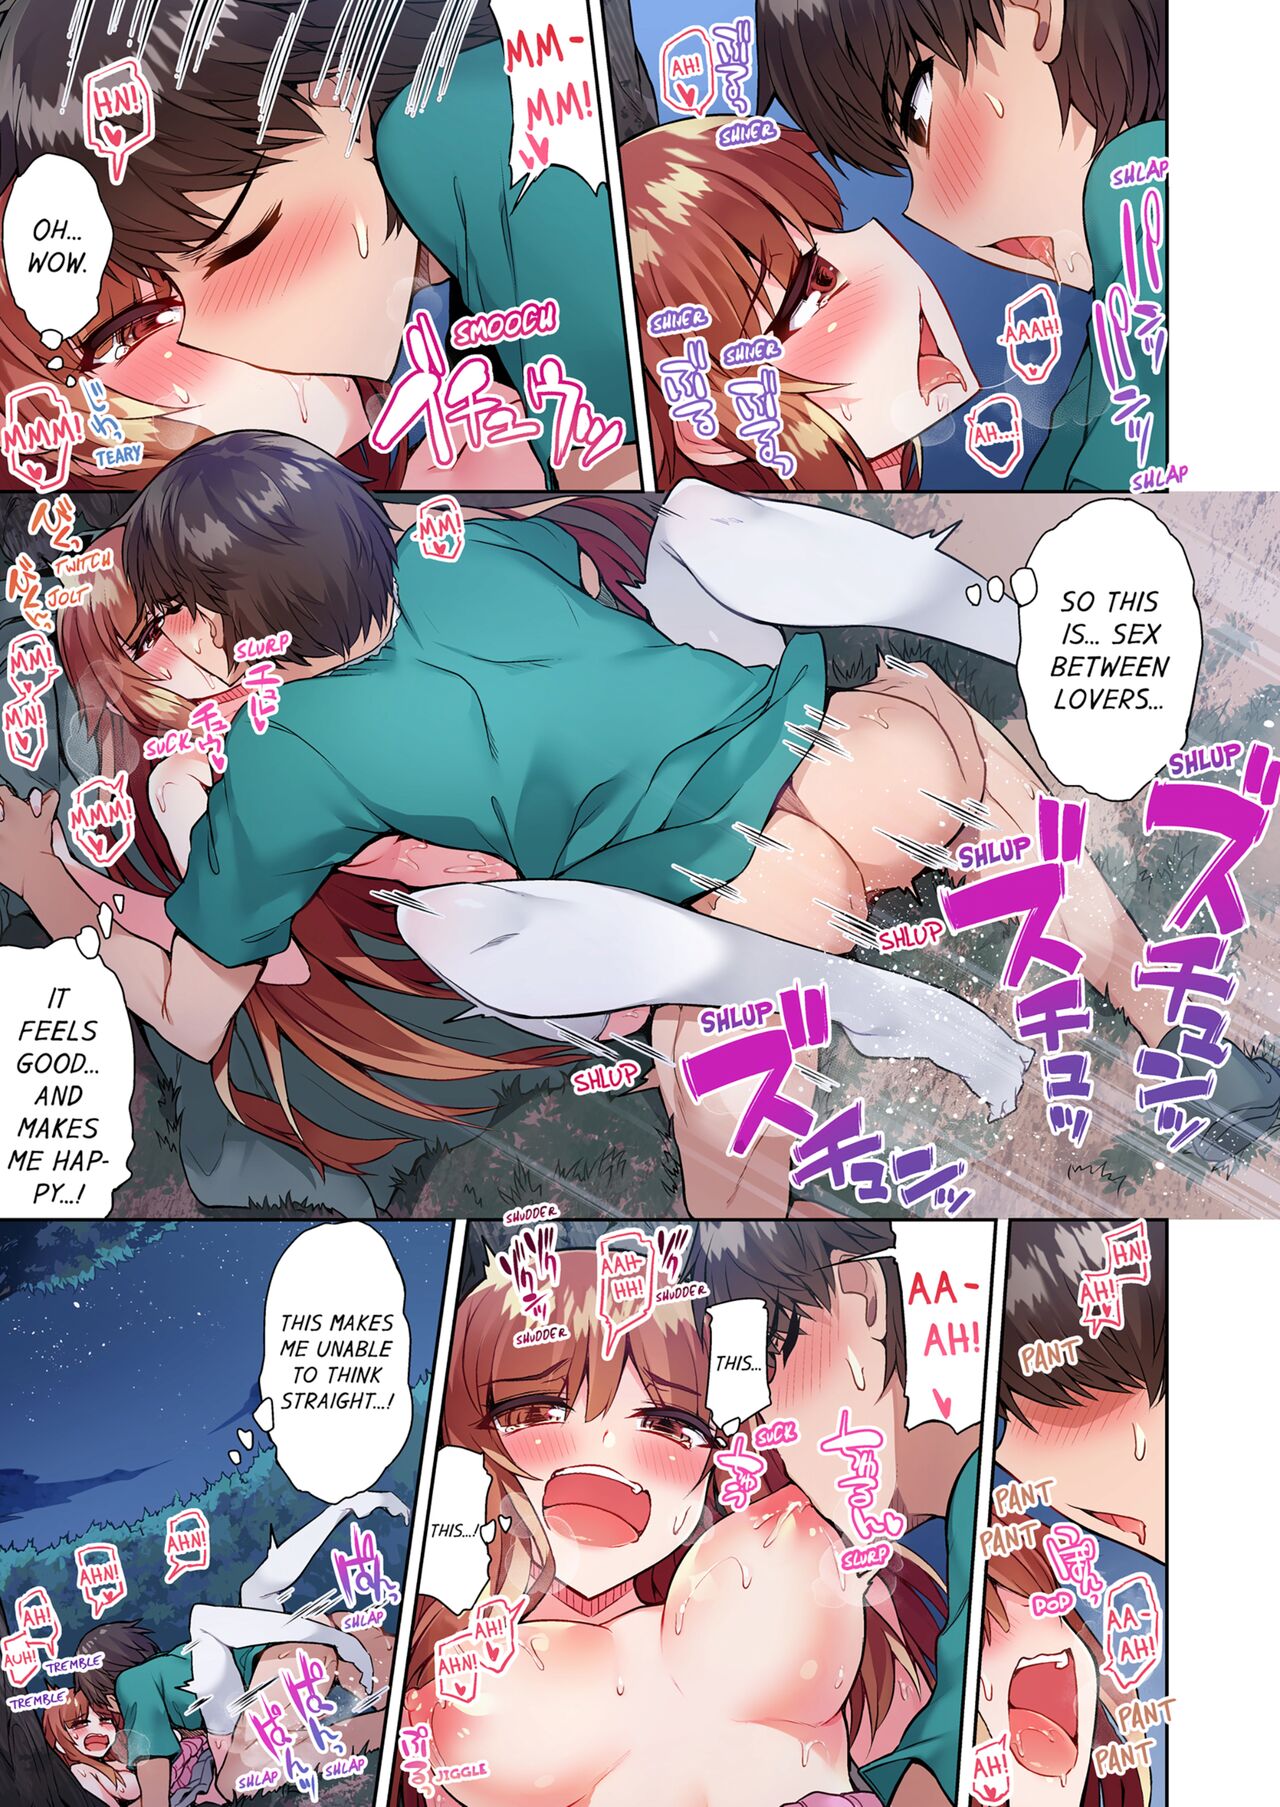 AH!
SHIVER
SHLAP
AAAH!
SHIVER
SHIVER
SHIVER
AH...!
SHLAP
MM-
MM!
HN!
OH...
WOW.
SMOOCH
MMM!
TEARY
MM!
TWITCH
JOLT
SLURP
MM!
MN!
SUCK
MMM!
SO THIS
IS... SEX
BETWEEN
LOVERS...
SHLUP
ズチュンッ
SHLUP
ズチュッ
SHLUP
SHLUP
ズチュンッ
SHLUP
IT
FEELS
GOOD...
AND
MAKES
ME HAP-
PY...!
HN!
AH!
PANT
PANT
PANT
POP
AA-
AH!
PANT
PANT
AH!
AA-
AH!
SHUDDER
AAH-
HH!
SHUDDER
SHUDDER
THIS...
SUCK
SLURP
THIS...!
AH!!
AH!
AHN!
JIGGLE
THIS MAKES
ME UNABLE
TO THINK
STRAIGHT...!
AHN!
AHN!
AH!
AUH!
TREMBLE
TREMBLE
SHLAP
SHLAP
SHLAP